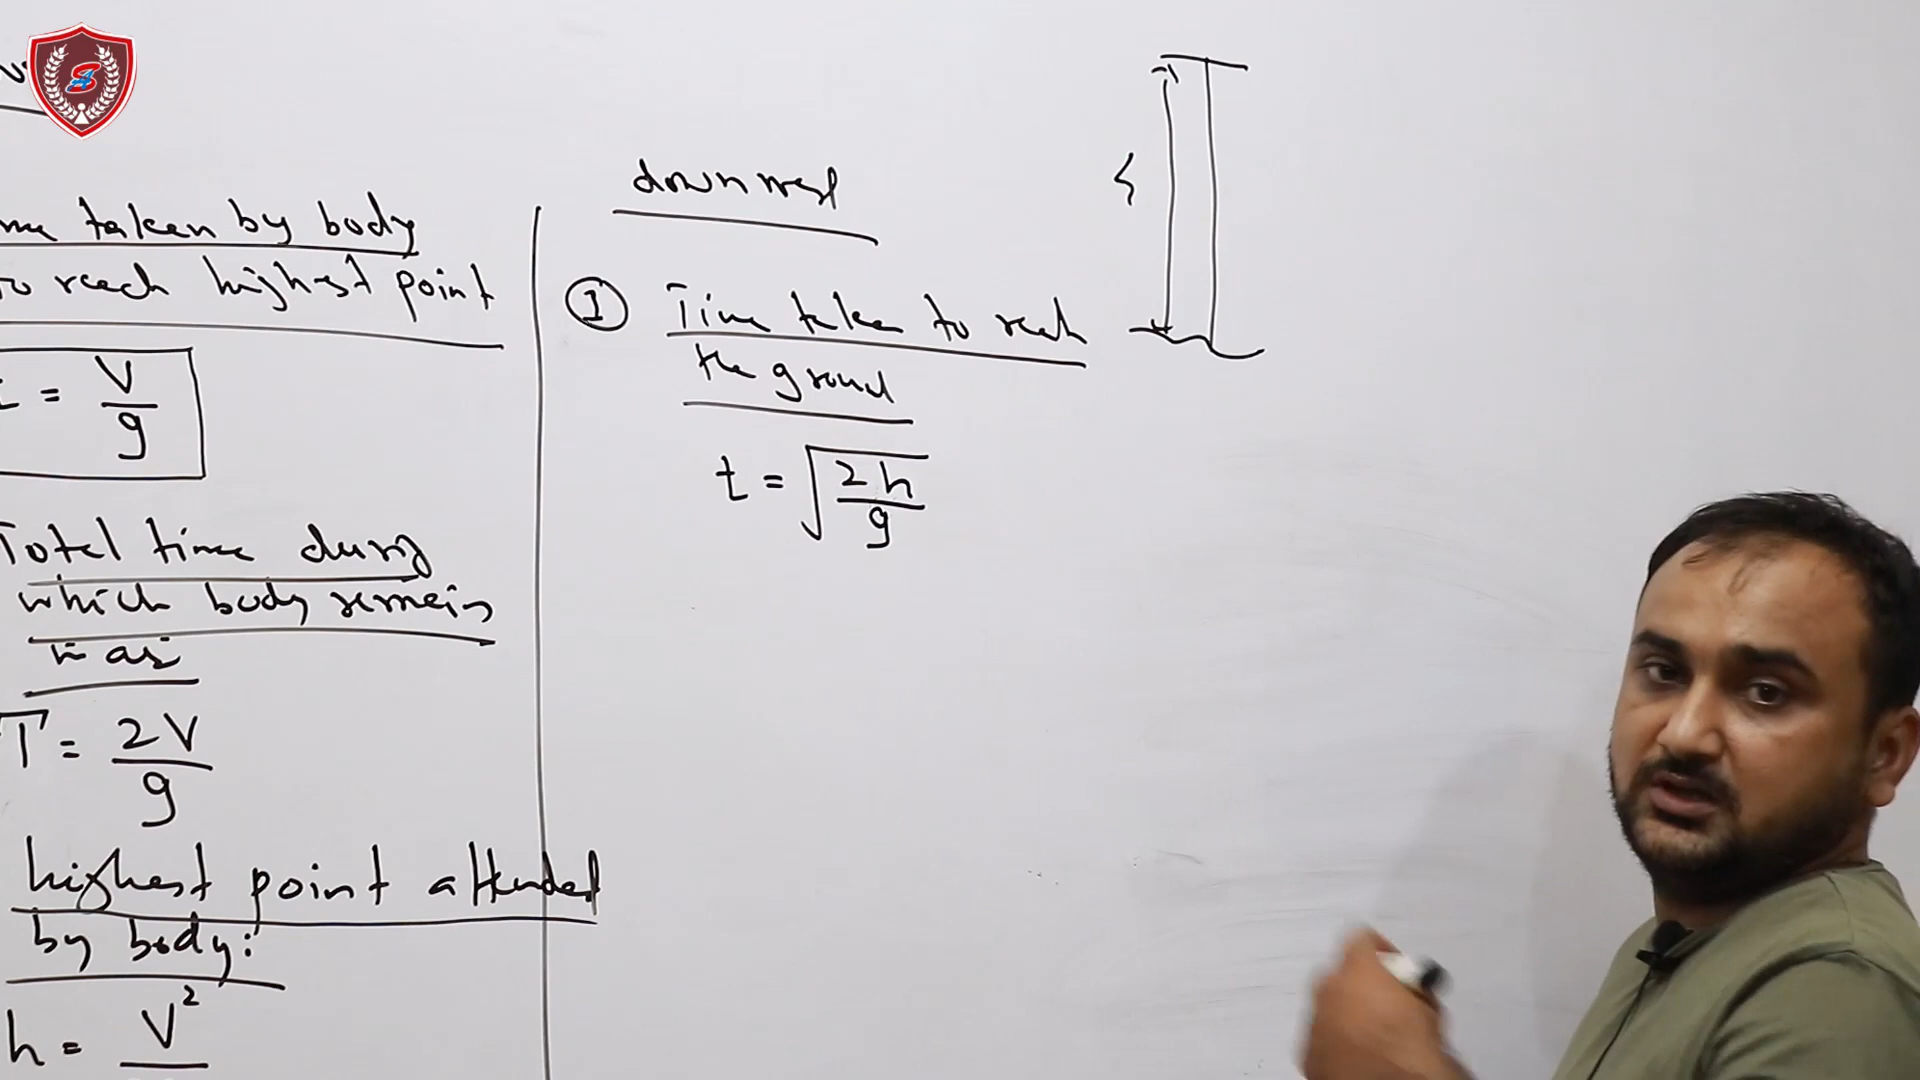 taken by body
to reach highest point
t = V/g
Total time during
which body remain
in air
T = 2V/g
highest point attended
by body:
h = V²
downward
① Time taken to reach
the ground
t = √(2h/g)